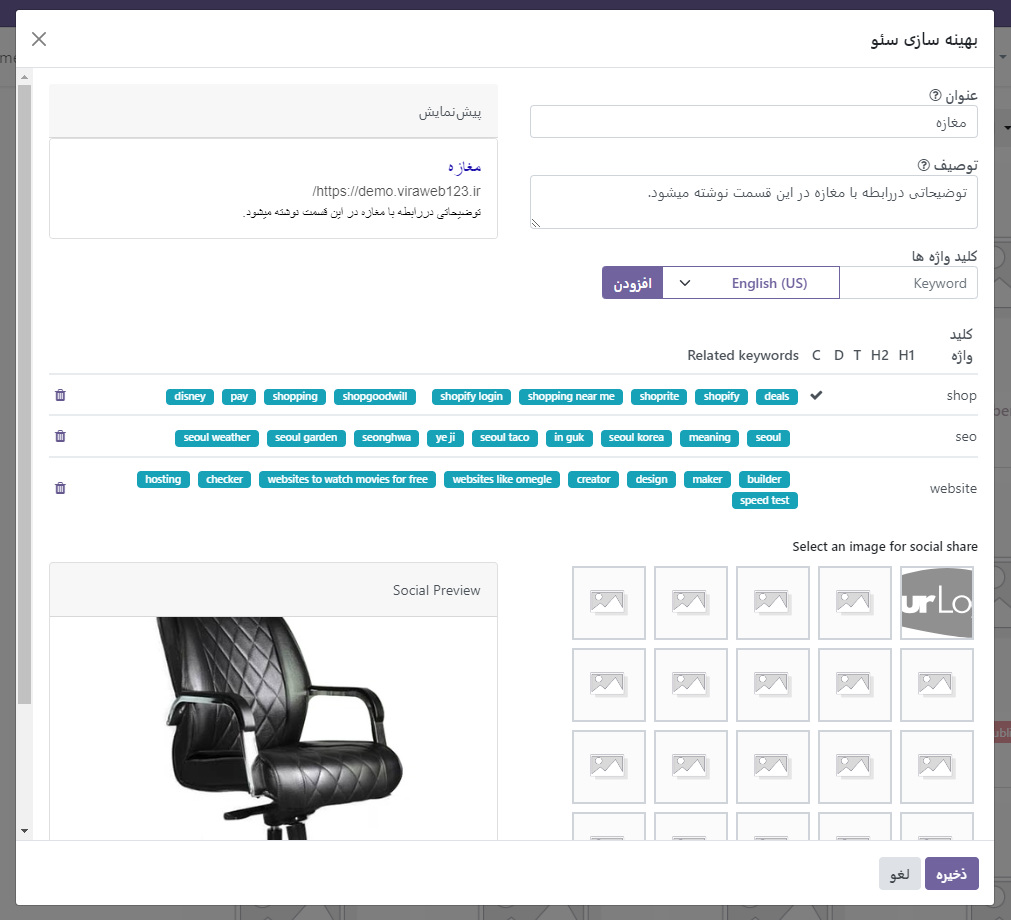 بهینه سازی سئو
عنوان
مغازه
توصیف
توضیحاتی دررابطه با مغازه در این قسمت نوشته میشود.
پیش‌نمایش
مغازه
https://demo.viraweb123.ir/
توضیحاتی دررابطه با مغازه در این قسمت نوشته میشود.
کلید واژه ها
Keyword
English (US)
افزودن
کلید واژه H1 H2 T D C Related keywords
shop deals shopify shoprite shopping near me shopify login shopgoodwill shopping pay disney
seo seoul meaning seoul korea in guk seoul taco ye ji seonghwa seoul garden seoul weather
website builder maker design creator websites like omegle websites to watch movies for free checker hosting
speed test
Select an image for social share
ur Lo
Social Preview
ذخیره
لغو